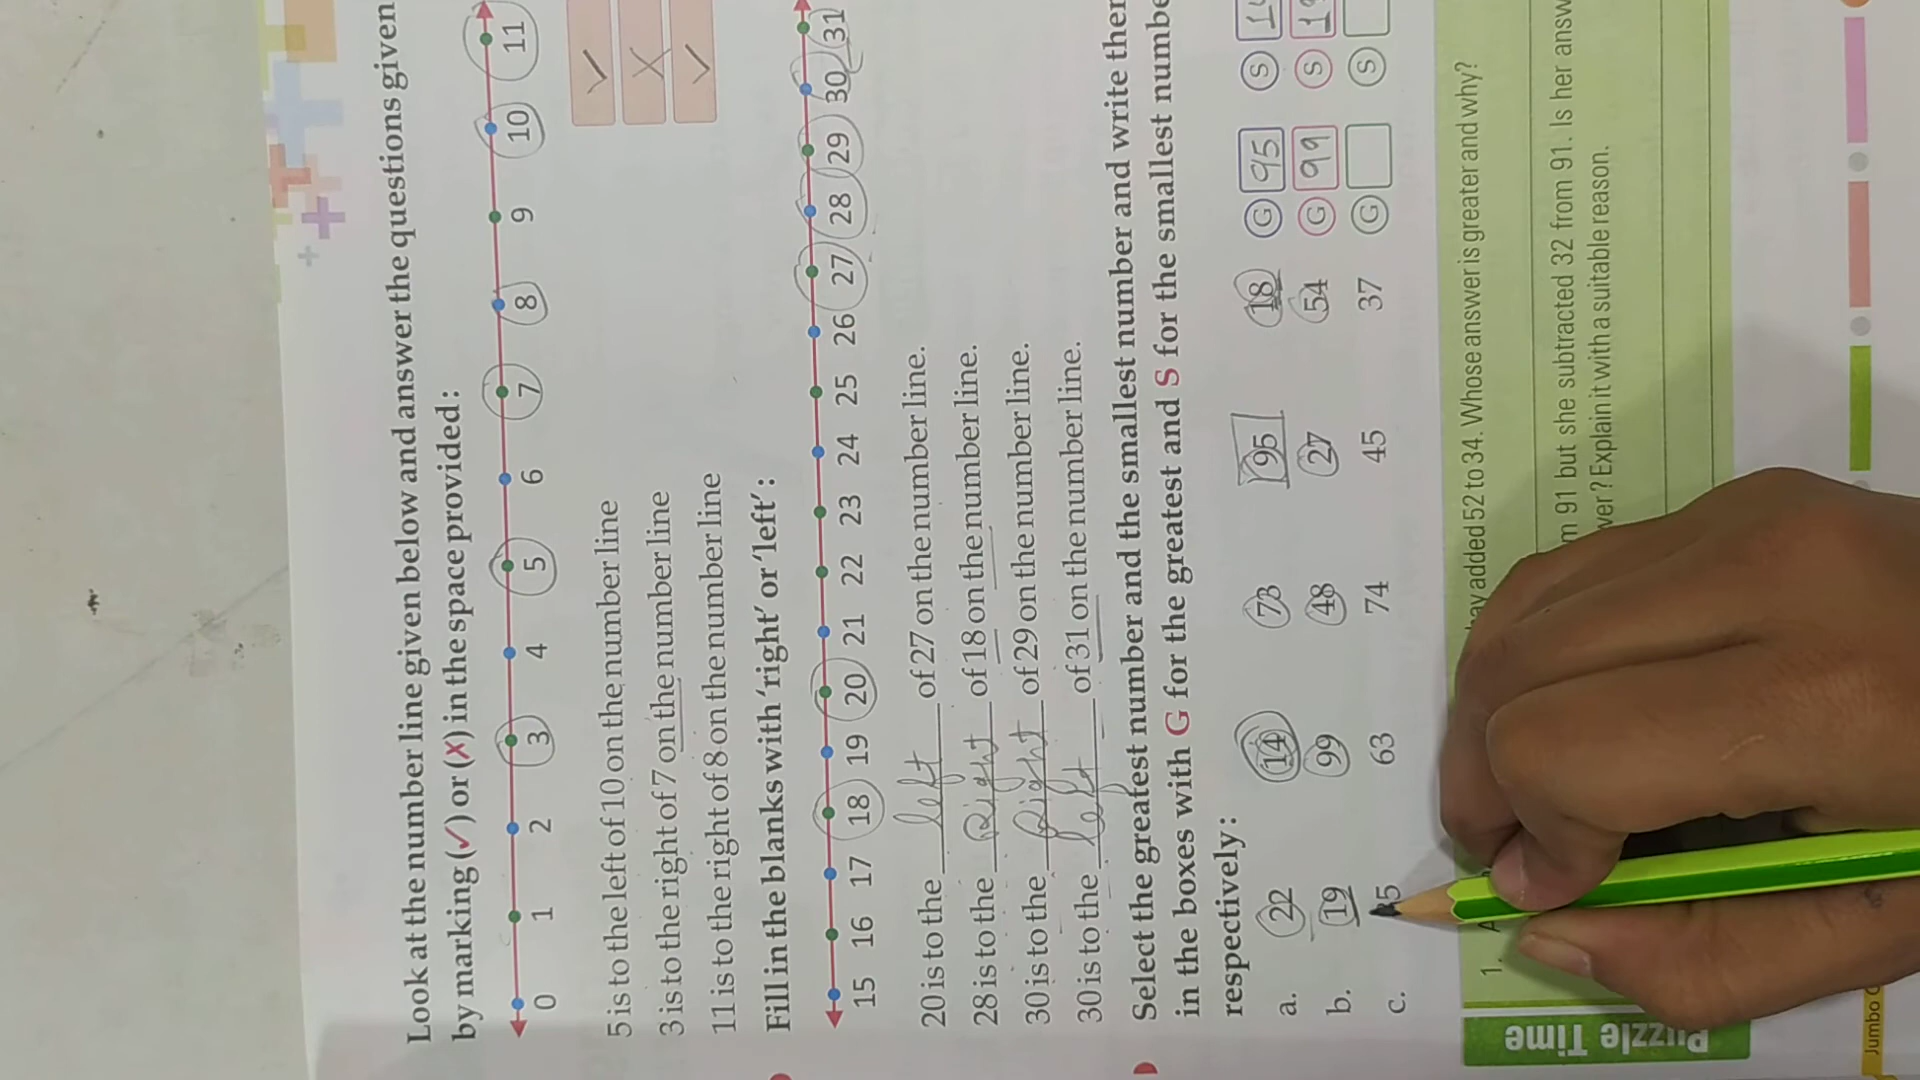 Look at the number line given below and answer the questions given
by marking (✓) or (X) in the space provided:
0 1 2 3 4 5 6 7 8 9 10 11
5 is to the left of 10 on the number line ✓
3 is to the right of 7 on the number line X
11 is to the right of 8 on the number line ✓
Fill in the blanks with 'right' or 'left':
15 16 17 18 19 20 21 22 23 24 25 26 27 28 29 30 31
20 is to the left of 27 on the number line.
28 is to the Right of 18 on the number line.
30 is to the Right of 29 on the number line.
30 is to the left of 31 on the number line.
Select the greatest number and the smallest number and write
in the boxes with G for the greatest and S for the smallest
respectively:
a. 22 14 73 95 18 G 95 S
b. 19 99 48 27 54 G 99 S
c. 63 74 45 37 G S
Puzzle Time
1. added 52 to 34. Whose answer is greater and why?
91 but she subtracted 32 from 91. Is her
Explain it with a suitable reason.
Jumbo